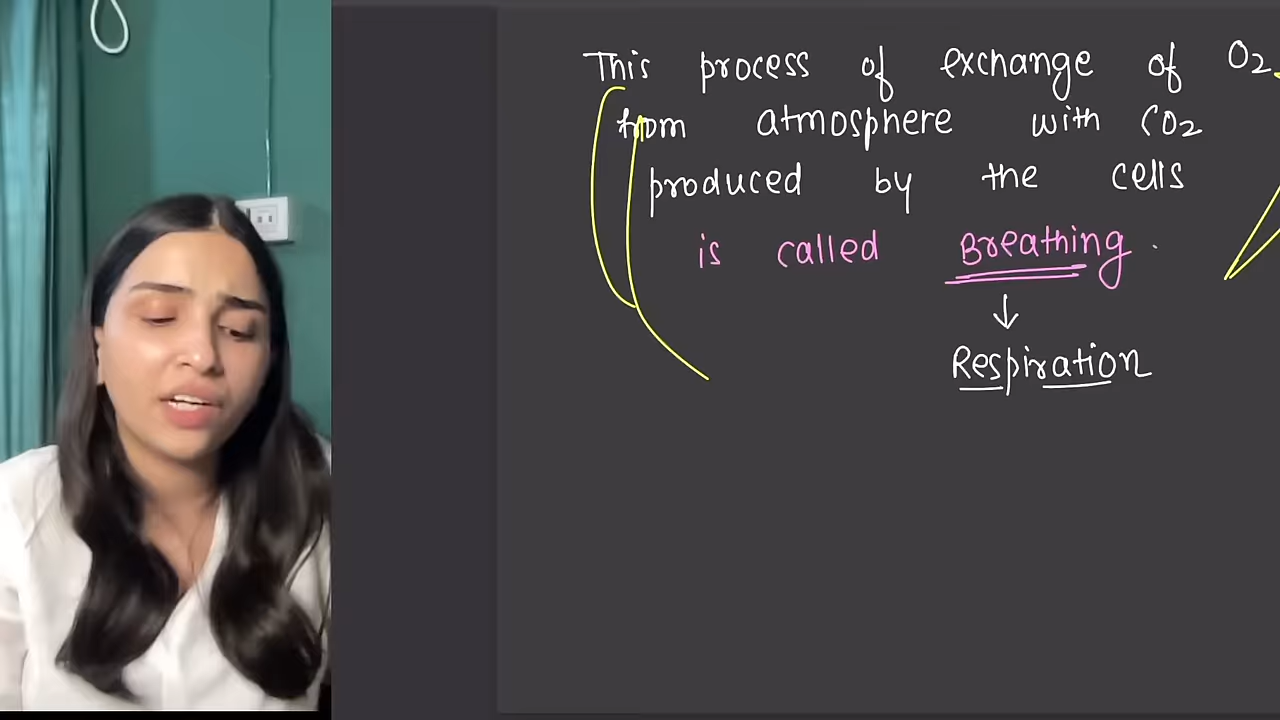 This process of exchange of O2
from atmosphere with CO2
produced by the cells
is called Breathing
↓
Respiration